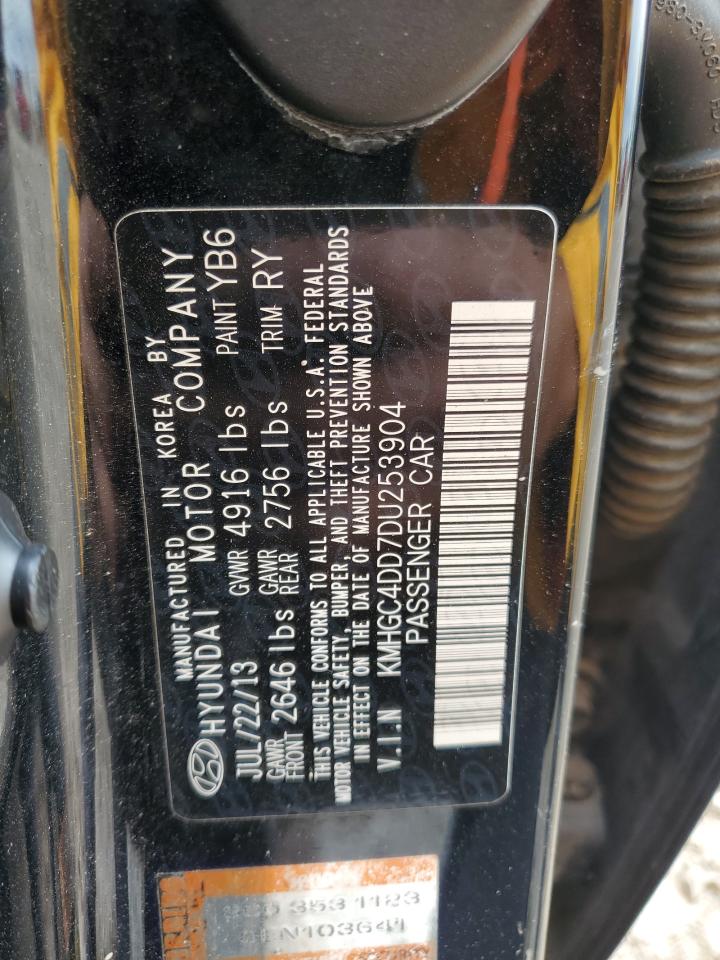 MANUFACTURED IN KOREA BY
HYUNDAI MOTOR COMPANY
JUL/22/13 GVWR 4916 lbs PAINT YB6
GAWR FRONT 2646 lbs GAWR REAR 2756 lbs TRIM RY
THIS VEHICLE CONFORMS TO ALL APPLICABLE U.S.A. FEDERAL
MOTOR VEHICLE SAFETY, BUMPER, AND THEFT PREVENTION STANDARDS
IN EFFECT ON THE DATE OF MANUFACTURE SHOWN ABOVE
V.I.N KMHGC4DD7DU253904
PASSENGER CAR
3531123